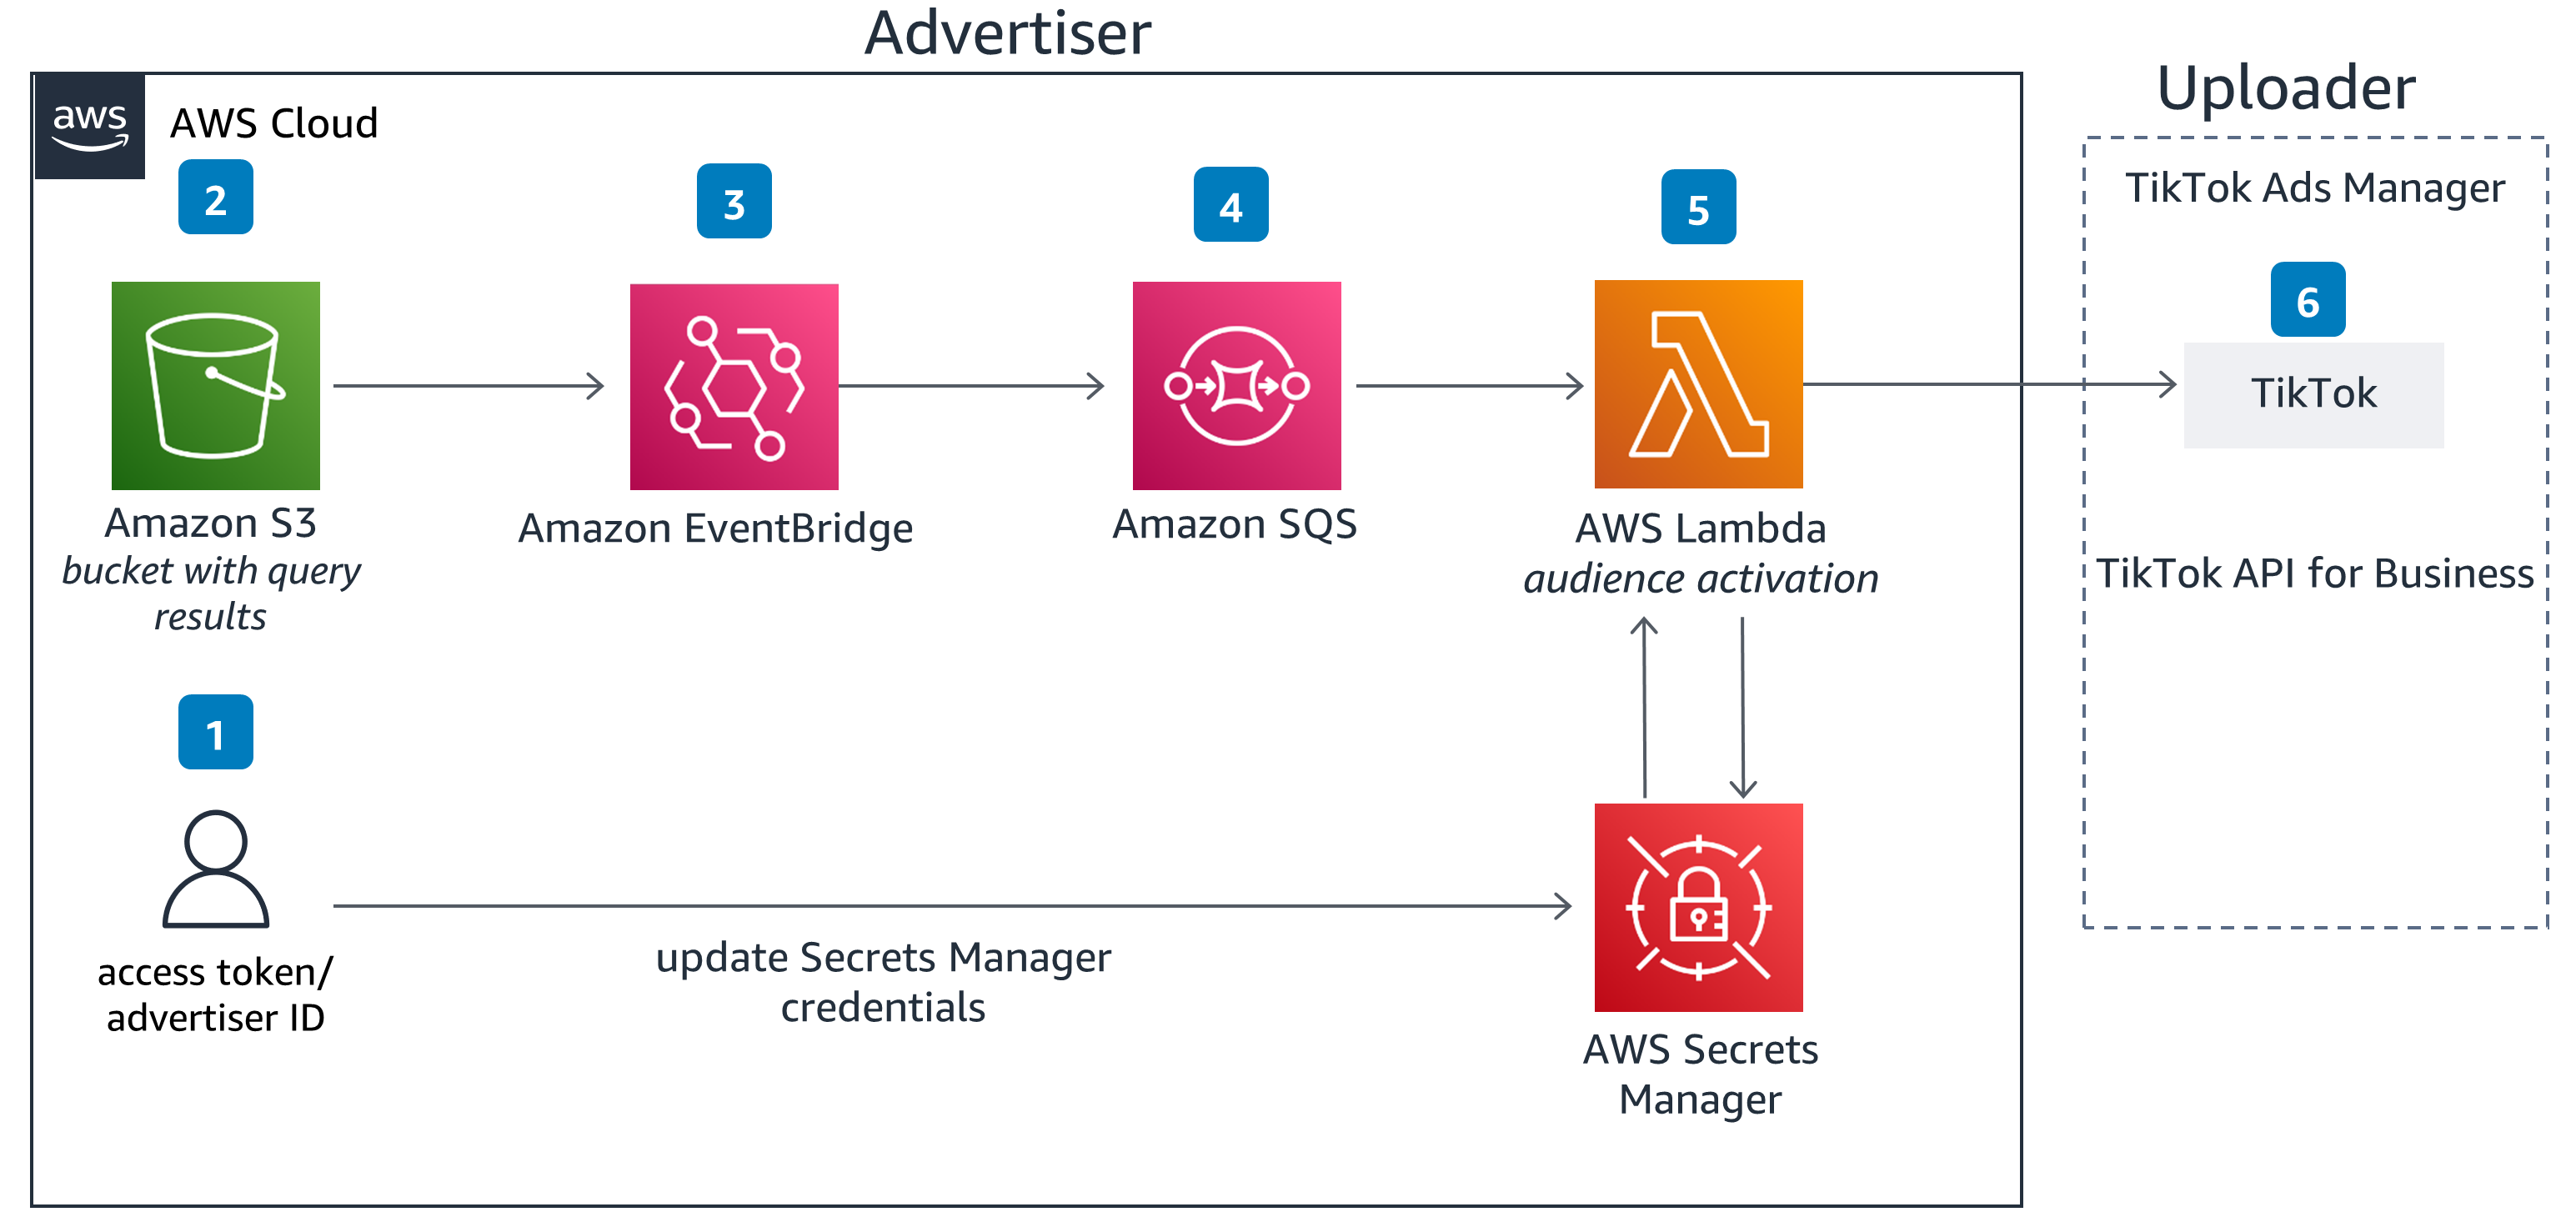 Advertiser
Uploader
aws
AWS Cloud
2
3
4
5
TikTok Ads Manager
6
TikTok
Amazon S3
bucket with query
results
Amazon EventBridge
Amazon SQS
AWS Lambda
audience activation
TikTok API for Business
1
access token/
advertiser ID
update Secrets Manager
credentials
AWS Secrets
Manager